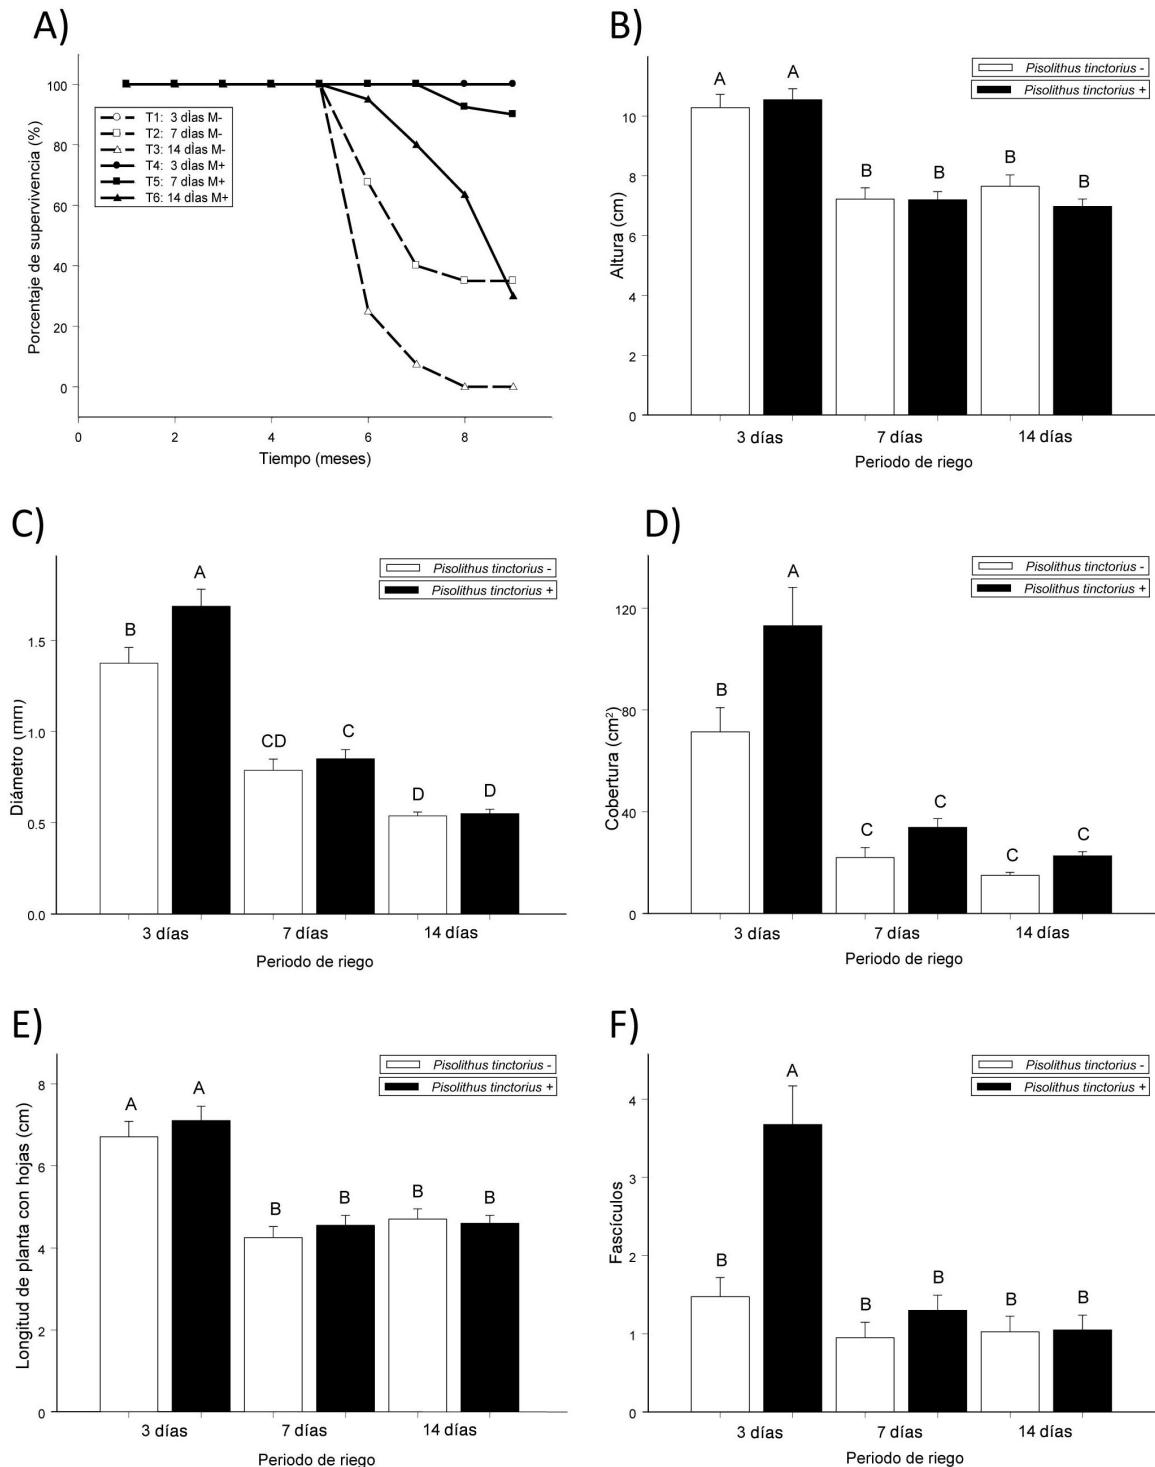 A)
100
80
60
40
20
0
0 2 4 6 8
Porcentaje de supervivencia (%)
Tiempo (meses)
T1: 3 dÌas M-
T2: 7 dÌas M-
T3: 14 dÌas M-
T4: 3 dÌas M+
T5: 7 dÌas M+
T6: 14 dÌas M+
B)
Pisolithus tinctorius -
Pisolithus tinctorius +
A A B B B B
10
8
6
4
2
0
Altura (cm)
3 días 7 días 14 días
Periodo de riego
C)
Pisolithus tinctorius -
Pisolithus tinctorius +
B A CD C D D
1.5
1.0
0.5
0.0
Diámetro (mm)
3 días 7 días 14 días
Periodo de riego
D)
Pisolithus tinctorius -
Pisolithus tinctorius +
B A C C C C
120
80
40
0
Cobertura (cm²)
3 días 7 días 14 días
Periodo de riego
E)
Pisolithus tinctorius -
Pisolithus tinctorius +
A A B B B B
8
6
4
2
0
Longitud de planta con hojas (cm)
3 días 7 días 14 días
Periodo de riego
F)
Pisolithus tinctorius -
Pisolithus tinctorius +
B A B B B B
4
3
2
1
0
Fascículos
3 días 7 días 14 días
Periodo de riego